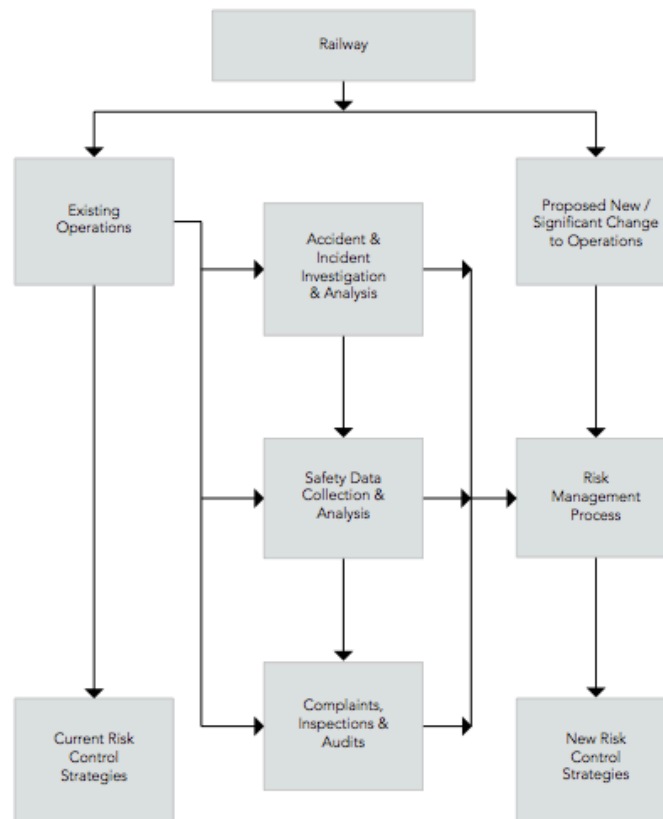 Railway
Existing
Operations
Proposed New /
Significant Change
to Operations
Accident &
Incident
Investigation
& Analysis
Safety Data
Collection &
Analysis
Risk
Management
Process
Complaints,
Inspections &
Audits
Current Risk
Control
Strategies
New Risk
Control
Strategies